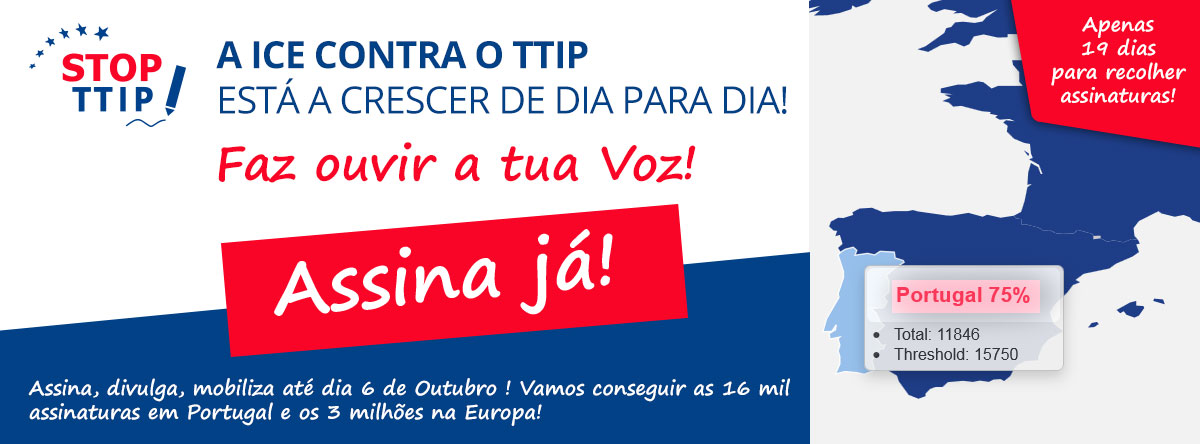 STOP
TTIP
A ICE CONTRA O TTIP
ESTÁ A CRESCER DE DIA PARA DIA!
Faz ouvir a tua Voz!
Assina já!
Assina, divulga, mobiliza até dia 6 de Outubro ! Vamos conseguir as 16 mil
assinaturas em Portugal e os 3 milhões na Europa!
Apenas
19 dias
para recolher
assinaturas!
Portugal 75%
• Total: 11846
• Threshold: 15750